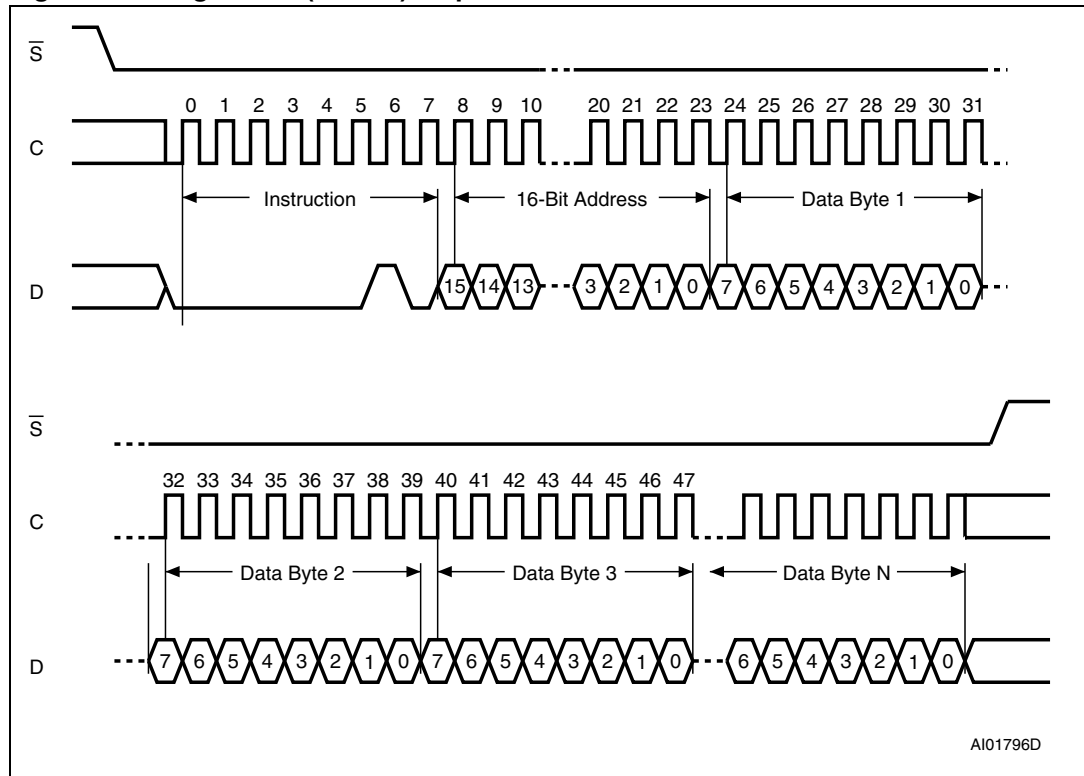 S
0 1 2 3 4 5 6 7 8 9 10 20 21 22 23 24 25 26 27 28 29 30 31
C
Instruction 16-Bit Address Data Byte 1
D 15 14 13 3 2 1 0 7 6 5 4 3 2 1 0
S
32 33 34 35 36 37 38 39 40 41 42 43 44 45 46 47
C
Data Byte 2 Data Byte 3 Data Byte N
D 7 6 5 4 3 2 1 0 7 6 5 4 3 2 1 0 6 5 4 3 2 1 0
AI01796D